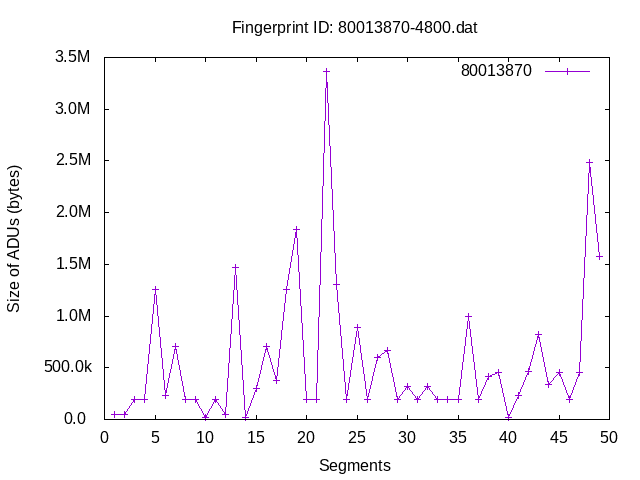 Fingerprint ID: 80013870-4800.dat
80013870
3.5M
3.0M
2.5M
2.0M
1.5M
1.0M
500.0k
0.0
Size of ADUs (bytes)
0 5 10 15 20 25 30 35 40 45 50
Segments